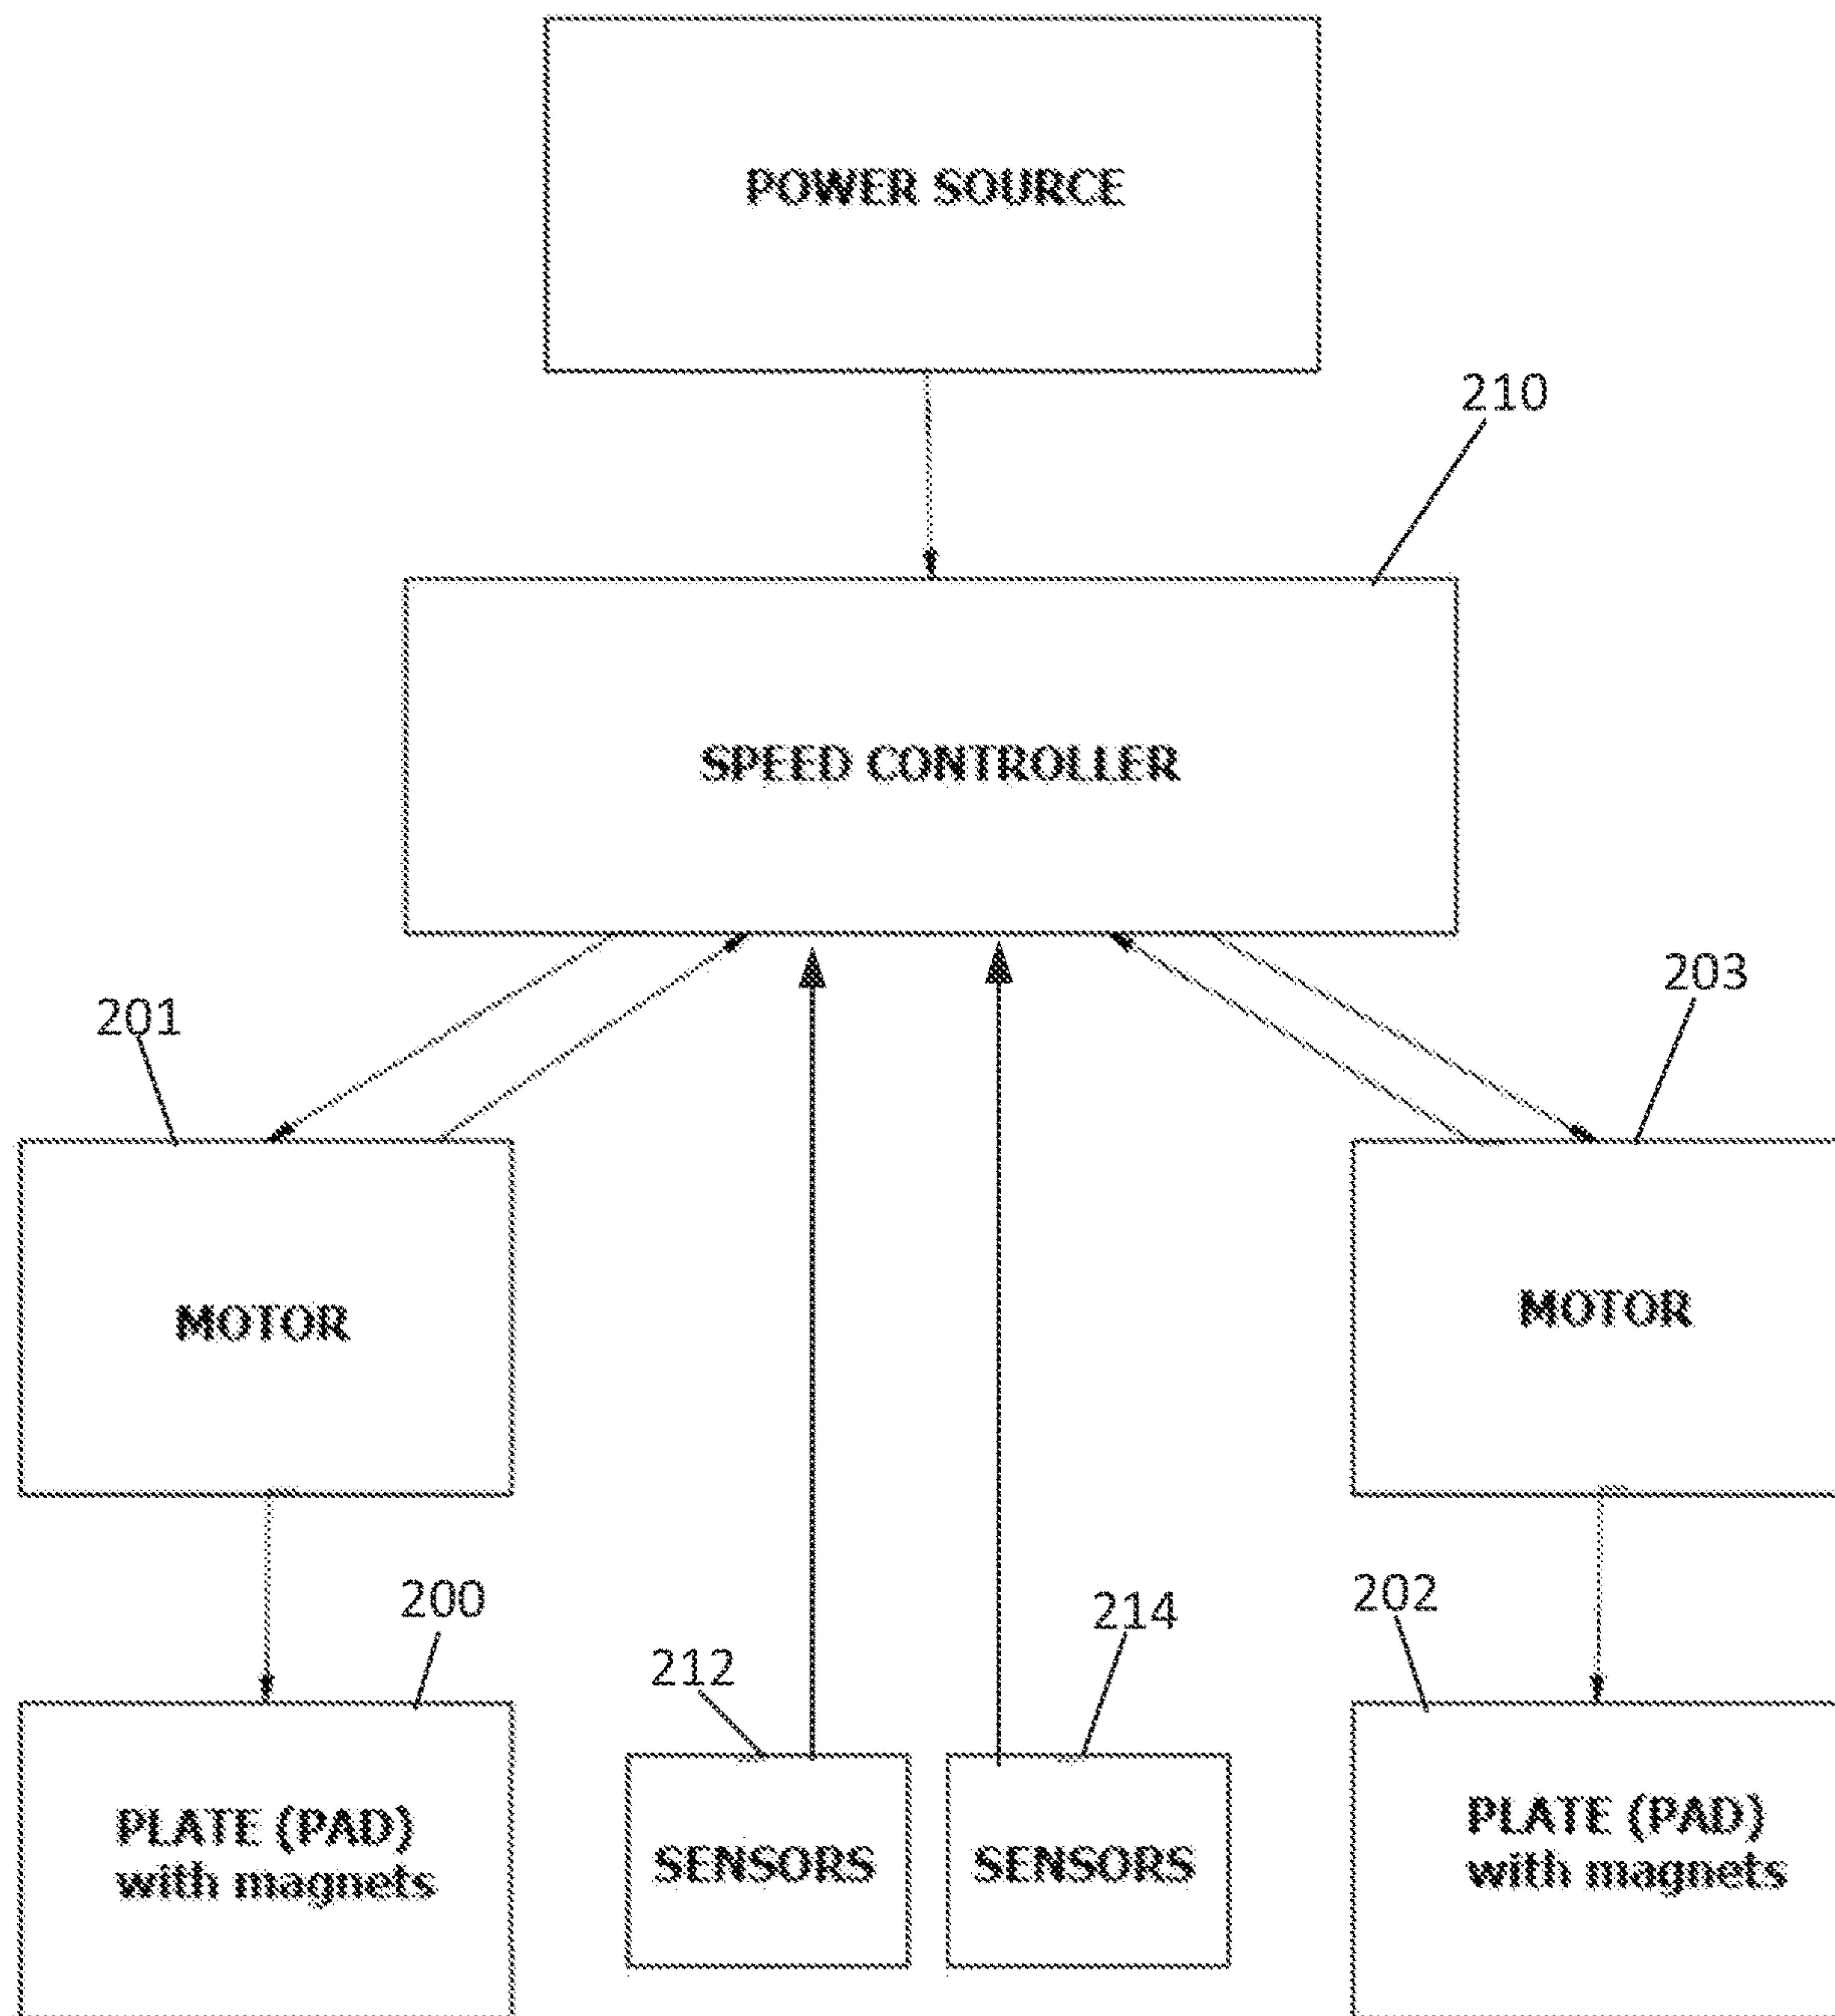 POWER SOURCE
210
SPEED CONTROLLER
201
203
MOTOR
MOTOR
200
212
214
202
PLATE (PAD)
with magnets
SENSORS
SENSORS
PLATE (PAD)
with magnets